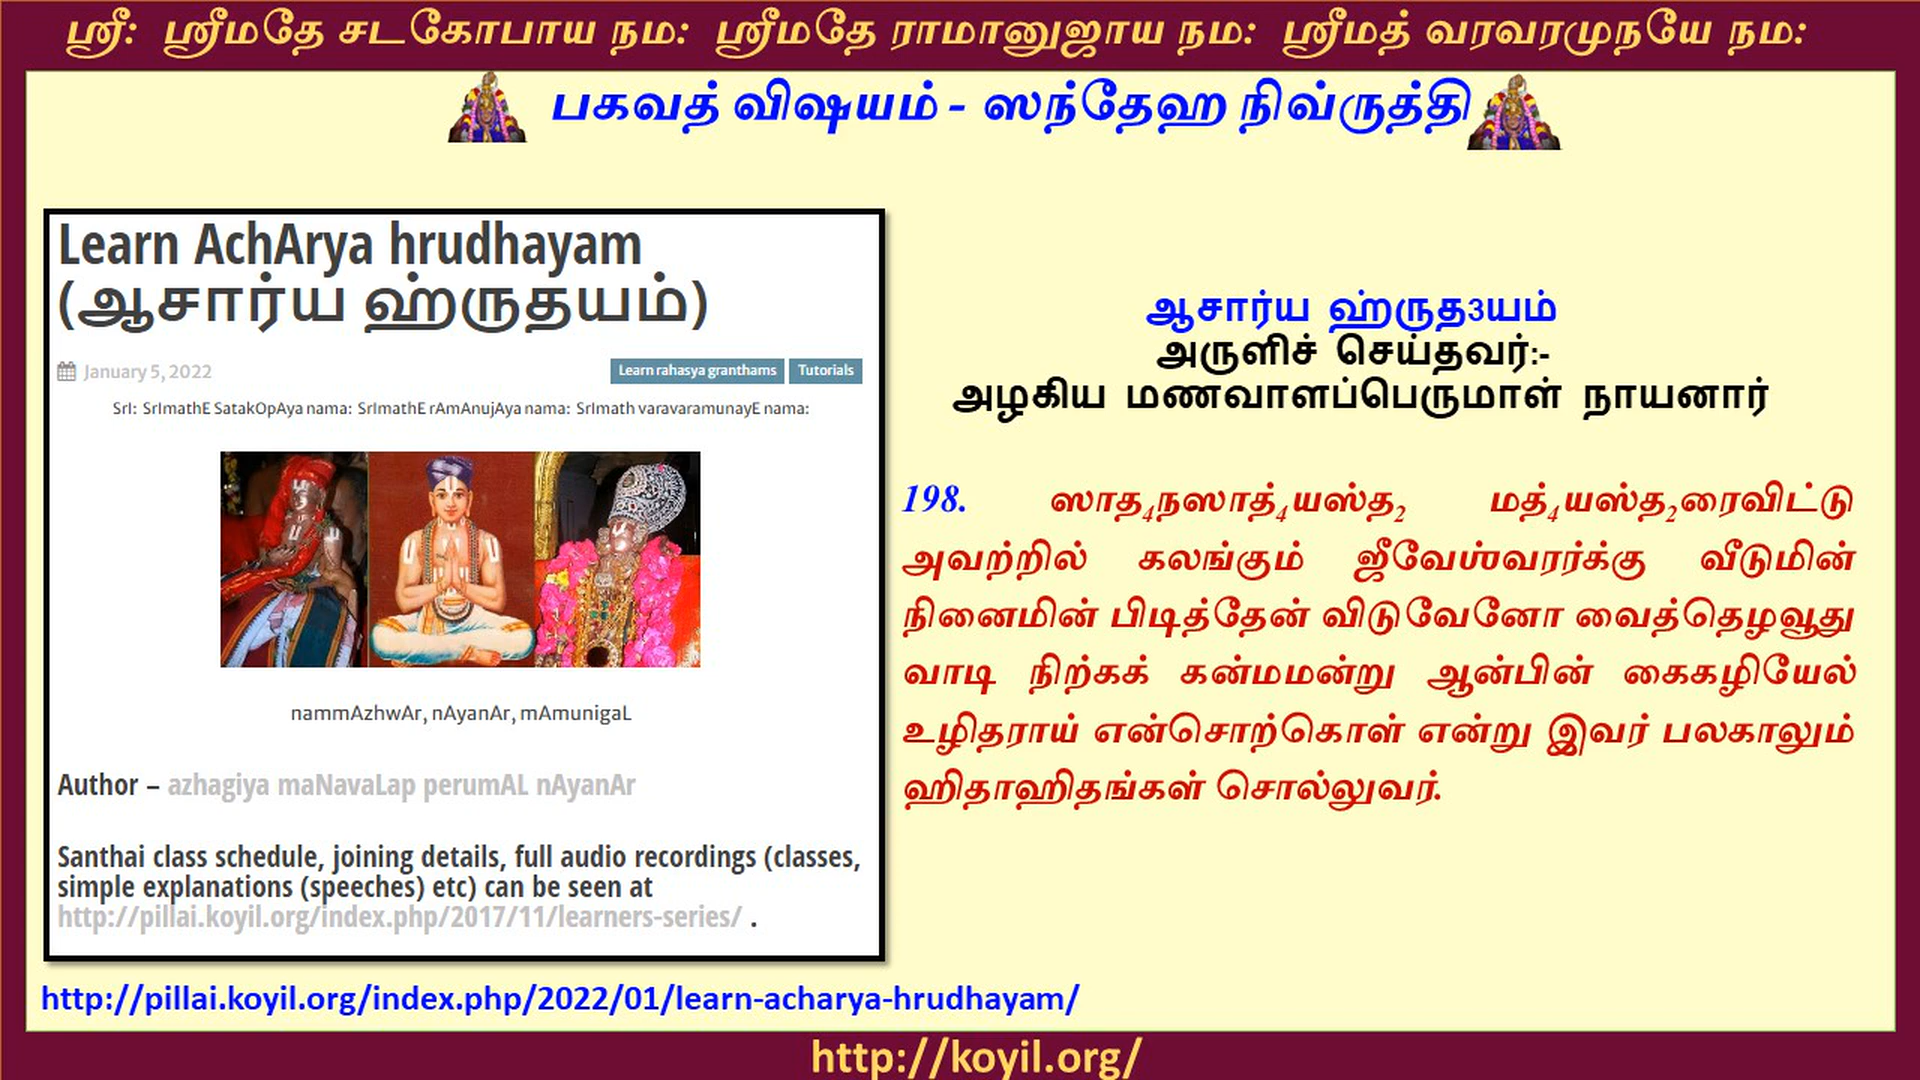 ஸ்ரீ: ஸ்ரீமதே சடகோபாய நம: ஸ்ரீமதே ராமானுஜாய நம: ஸ்ரீமத் வரவரமுநயே நம:
பகவத் விஷயம் - ஸந்தேஹ நிவ்ருத்தி
Learn AchArya hrudhayam
(ஆசார்ய ஹ்ருதயம்)
January 5, 2022
Learn rahasya granthams Tutorials
SrI: SrImathE SatakOpAya nama: SrImathE rAmAnujAya nama: SrImath varavaramunayE nama:
nammAzhwAr, nAyanAr, mAmunigaL
Author – azhagiya maNavaLap perumAL nAyanAr
Santhai class schedule, joining details, full audio recordings (classes,
simple explanations (speeches) etc) can be seen at
http://pillai.koyil.org/index.php/2017/11/learners-series/ .
http://pillai.koyil.org/index.php/2022/01/learn-acharya-hrudhayam/
ஆசார்ய ஹ்ருத3யம்
அருளிச் செய்தவர்:-
அழகிய மணவாளப்பெருமாள் நாயனார்
198. ஸாத₄நஸாத்₄யஸ்த₂ மத்₄யஸ்த₂ரைவிட்டு
அவற்றில் கலங்கும் ஜீவேஶ்வரர்க்கு வீடுமின்
நினைமின் பிடித்தேன் விடுவேனோ வைத்தெழவூது
வாடி நிற்கக் கன்மமன்று ஆன்பின் கைகழியேல்
உழிதராய் என்சொற்கொள் என்று இவர் பலகாலும்
ஹிதாஹிதங்கள் சொல்லுவர்.
http://koyil.org/